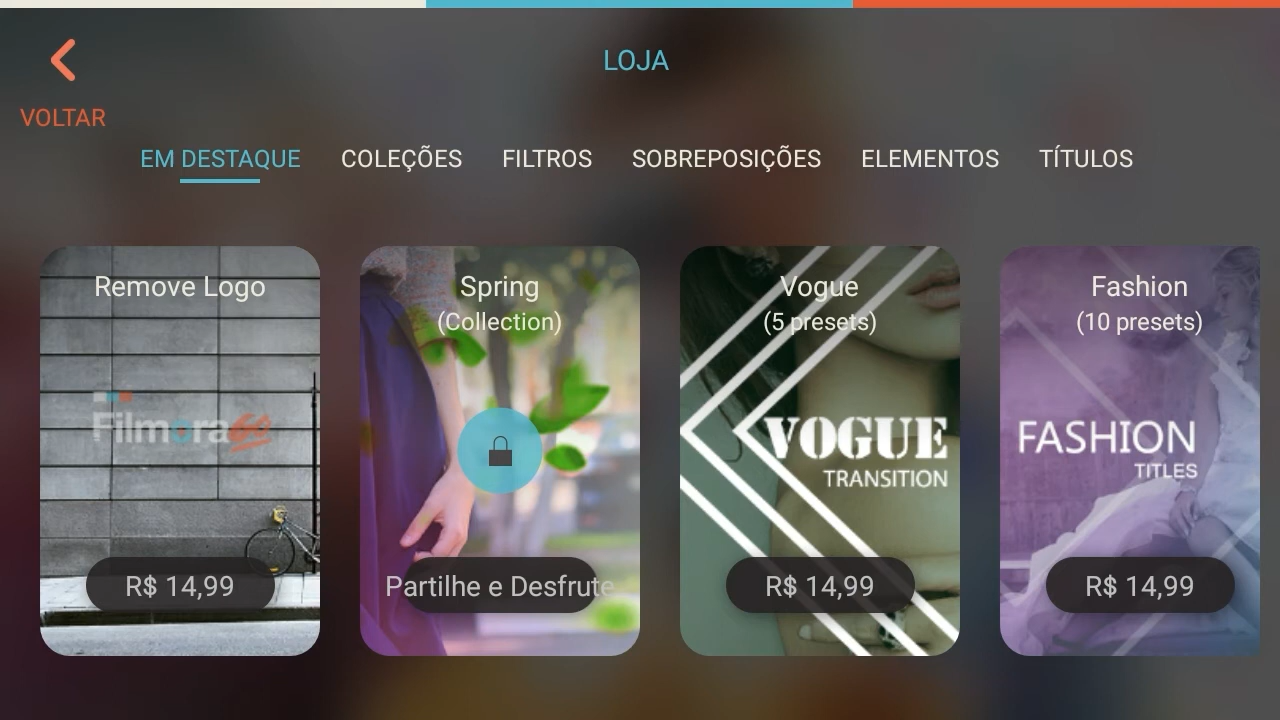 LOJA
VOLTAR
EM DESTAQUE COLEÇÕES FILTROS SOBREPOSIÇÕES ELEMENTOS TÍTULOS
Remove Logo
FilmoraGo
R$ 14,99
Spring
(Collection)
Partilhe e Desfrute
Vogue
(5 presets)
VOGUE
TRANSITION
R$ 14,99
Fashion
(10 presets)
FASHION
TITLES
R$ 14,99